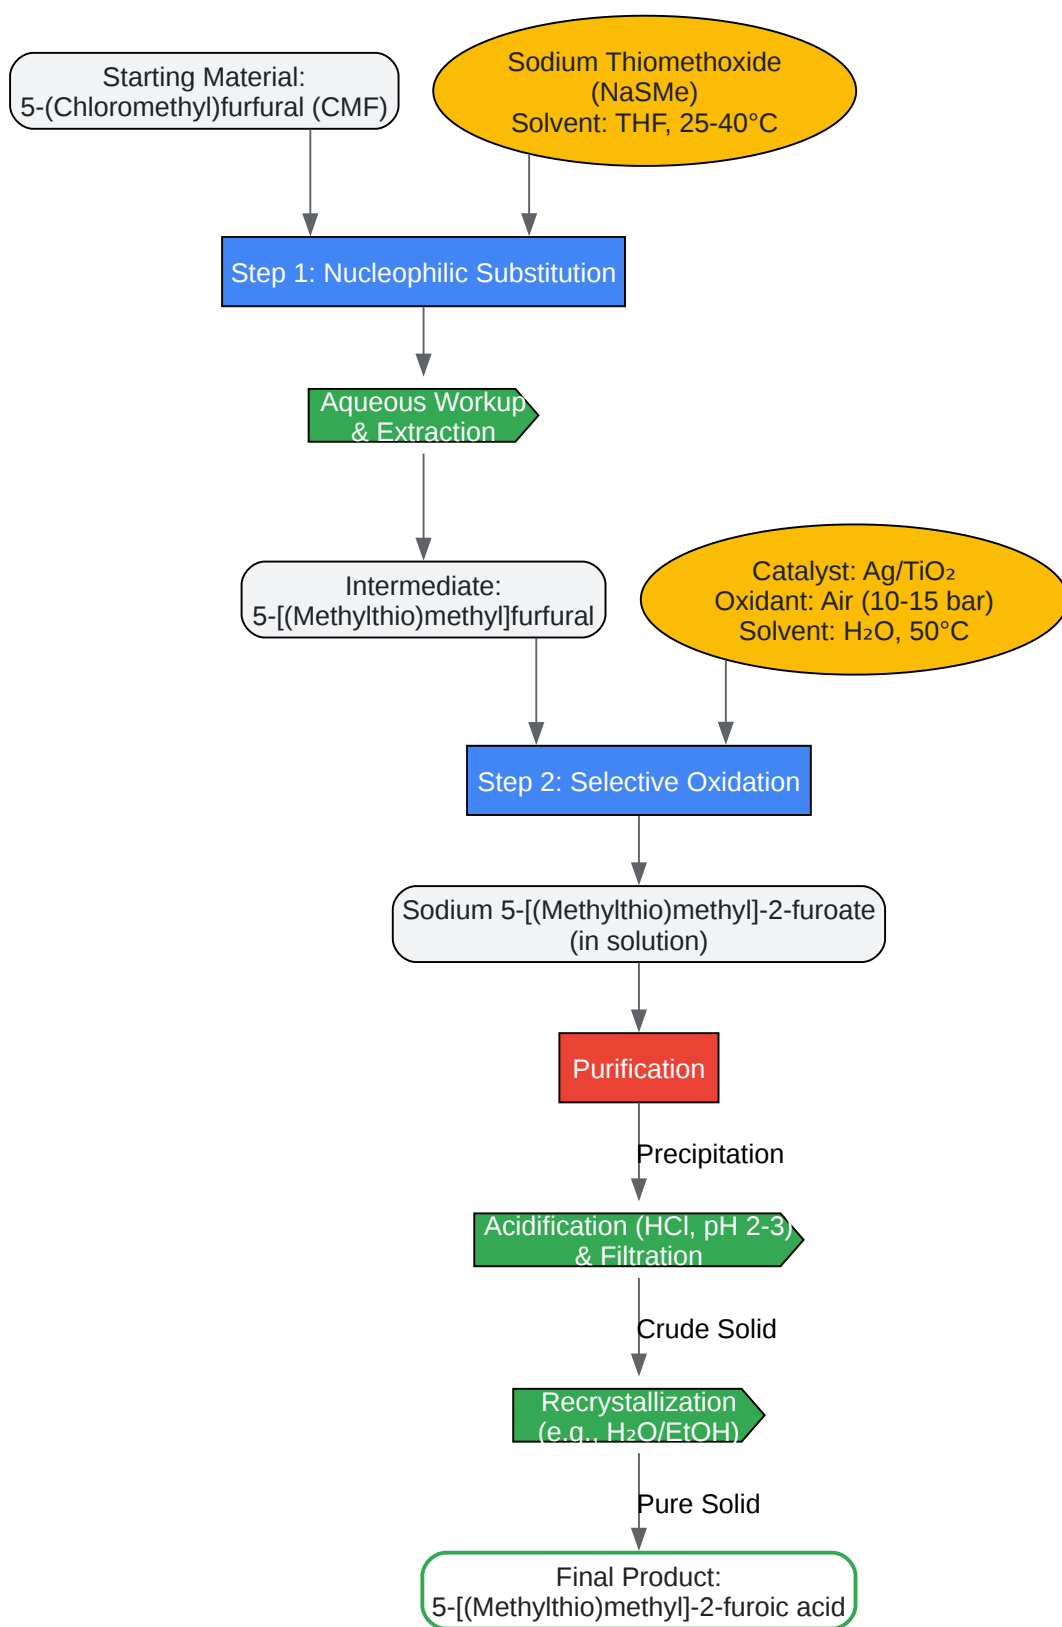 Starting Material:
5-(Chloromethyl)furfural (CMF)
Sodium Thiomethoxide
(NaSMe)
Solvent: THF, 25-40°C
Step 1: Nucleophilic Substitution
Aqueous Workup
& Extraction
Intermediate:
5-[(Methylthio)methyl]furfural
Catalyst: Ag/TiO₂
Oxidant: Air (10-15 bar)
Solvent: H₂O, 50°C
Step 2: Selective Oxidation
Sodium 5-[(Methylthio)methyl]-2-furoate
(in solution)
Purification
Precipitation
Acidification (HCl, pH 2-3)
& Filtration
Crude Solid
Recrystallization
(e.g., H₂O/EtOH)
Pure Solid
Final Product:
5-[(Methylthio)methyl]-2-furoic acid